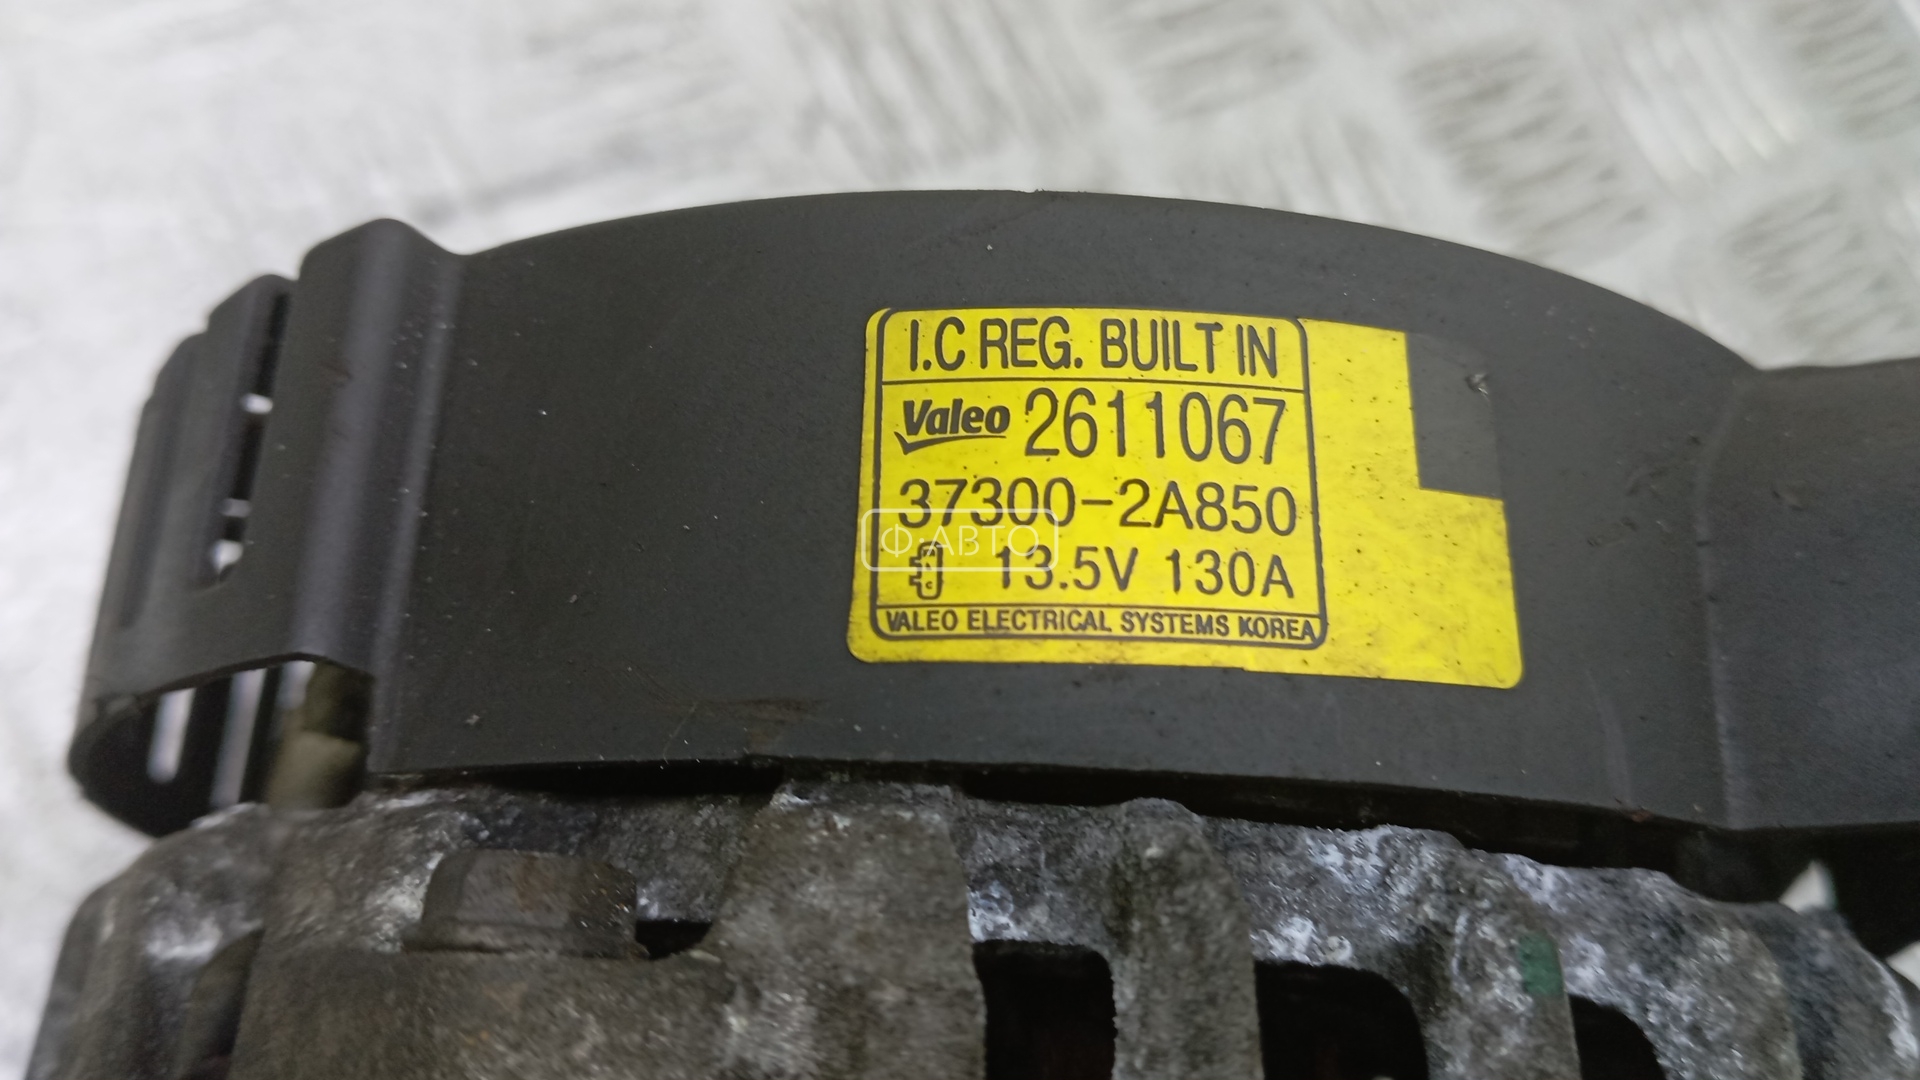 I.C REG. BUILT IN
Valeo 2611067
37300-2A850
Ф-АВТО
13.5V 130A
VALEO ELECTRICAL SYSTEMS KOREA